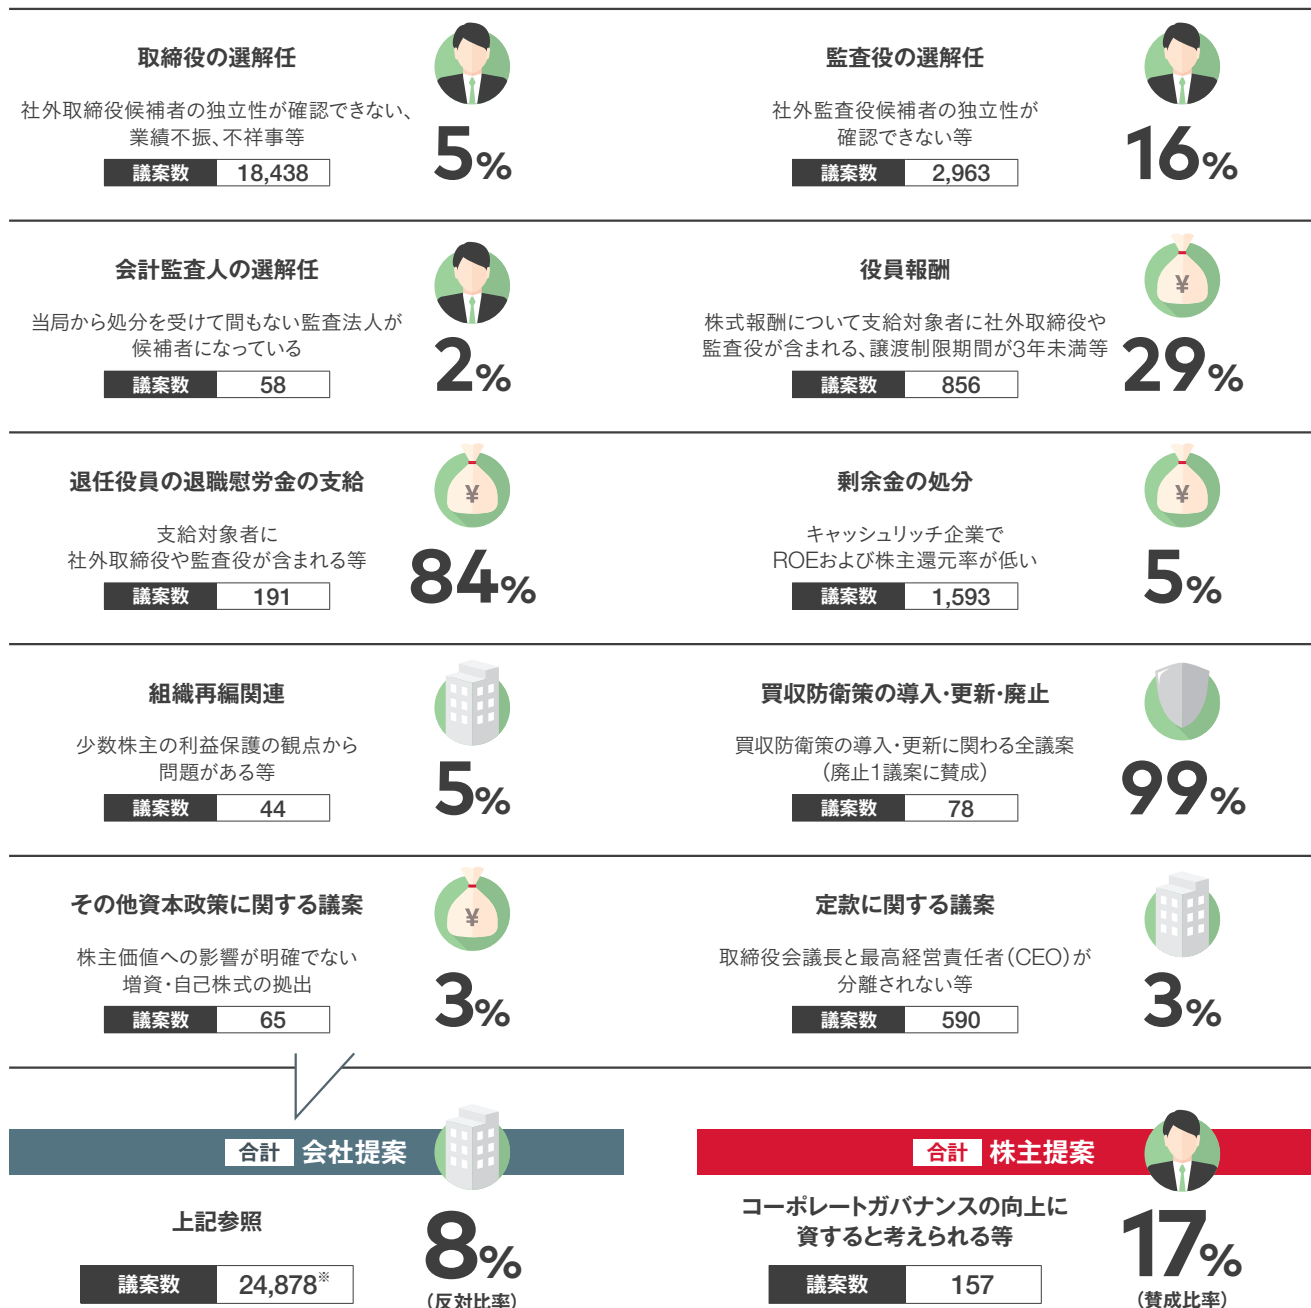 取締役の選解任
社外取締役候補者の独立性が確認できない、
業績不振、不祥事等
議案数 18,438
5%
監査役の選解任
社外監査役候補者の独立性が
確認できない等
議案数 2,963
16%
会計監査人の選解任
当局から処分を受けて間もない監査法人が
候補者になっている
議案数 58
2%
役員報酬
株式報酬について支給対象者に社外取締役や
監査役が含まれる、譲渡制限期間が3年未満等
議案数 856
¥
29%
退任役員の退職慰労金の支給
支給対象者に
社外取締役や監査役が含まれる等
議案数 191
¥
84%
剰余金の処分
キャッシュリッチ企業で
ROEおよび株主還元率が低い
議案数 1,593
¥
5%
組織再編関連
少数株主の利益保護の観点から
問題がある等
議案数 44
5%
買収防衛策の導入・更新・廃止
買収防衛策の導入・更新に関わる全議案
(廃止1議案に賛成)
議案数 78
99%
その他資本政策に関する議案
株主価値への影響が明確でない
増資・自己株式の拠出
議案数 65
¥
3%
定款に関する議案
取締役会議長と最高経営責任者(CEO)が
分離されない等
議案数 590
3%
合計 会社提案
上記参照
議案数 24,878※
8%
(反対比率)
合計 株主提案
コーポレートガバナンスの向上に
資すると考えられる等
議案数 157
17%
(賛成比率)